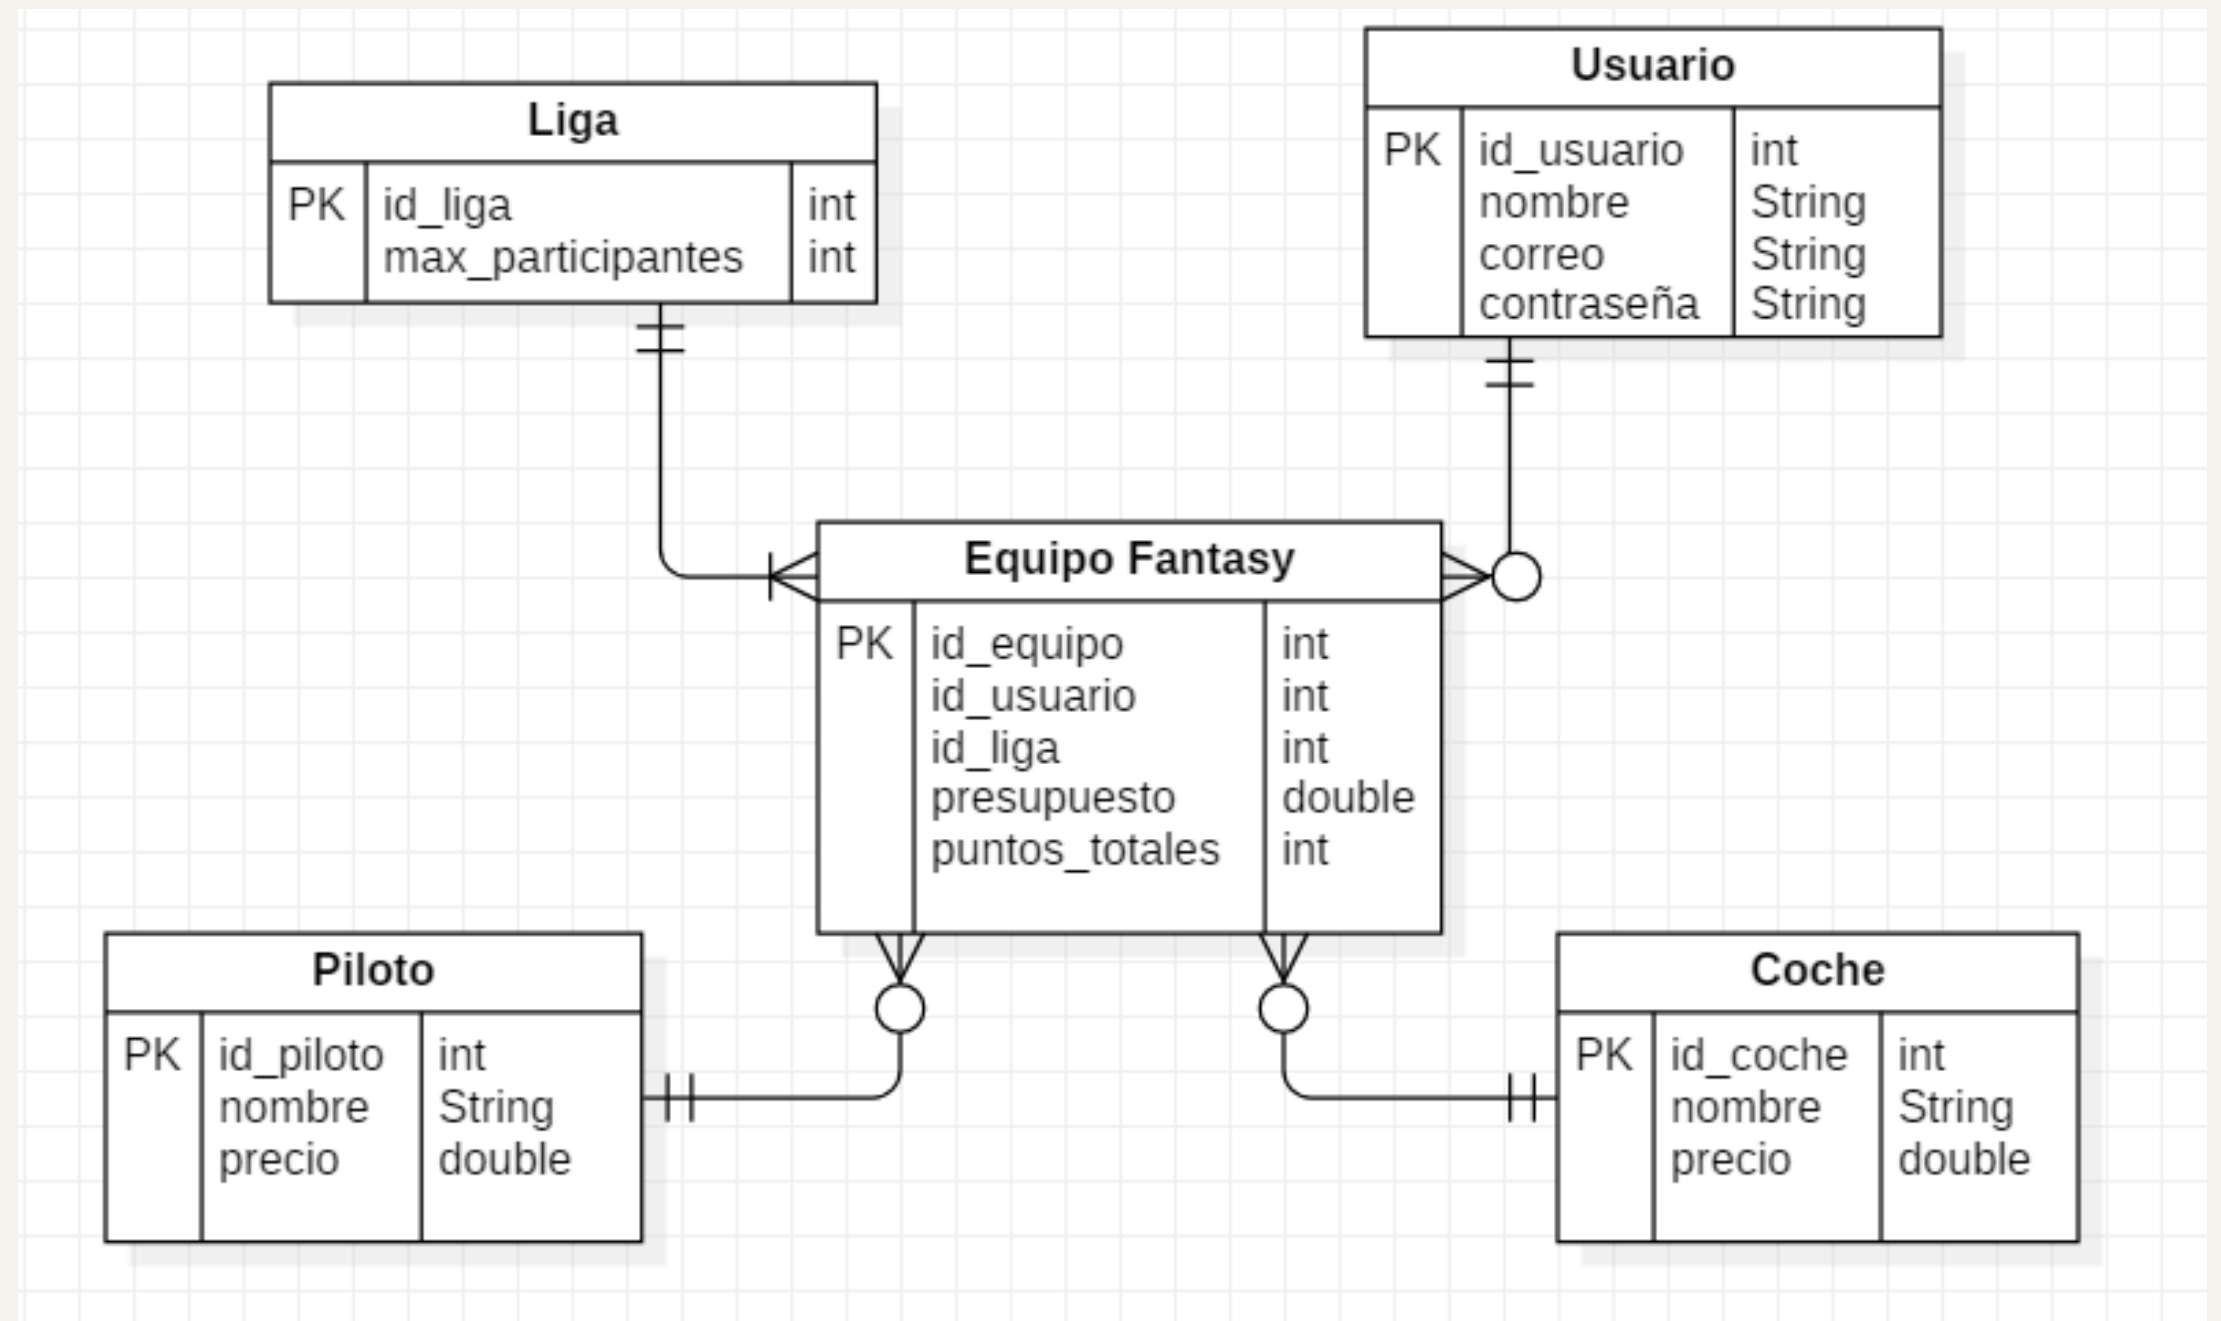 Liga
PK id_liga int
max_participantes int
Usuario
PK id_usuario int
nombre String
correo String
contraseña String
Equipo Fantasy
PK id_equipo int
id_usuario int
id_liga int
presupuesto double
puntos_totales int
Piloto
PK id_piloto int
nombre String
precio double
Coche
PK id_coche int
nombre String
precio double